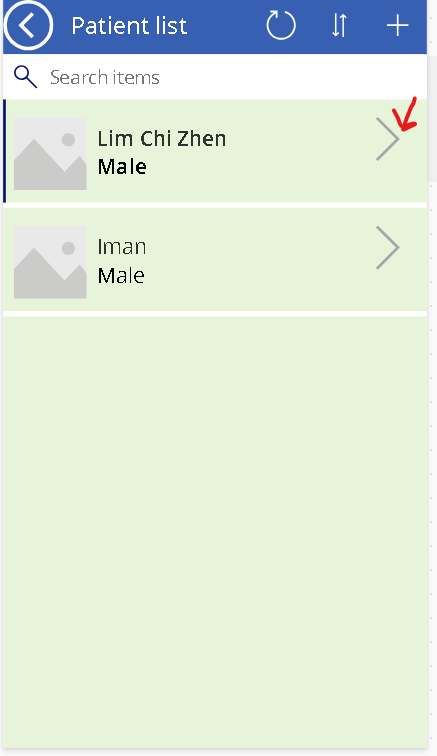 Patient list
Search items
Lim Chi Zhen
Male
Iman
Male